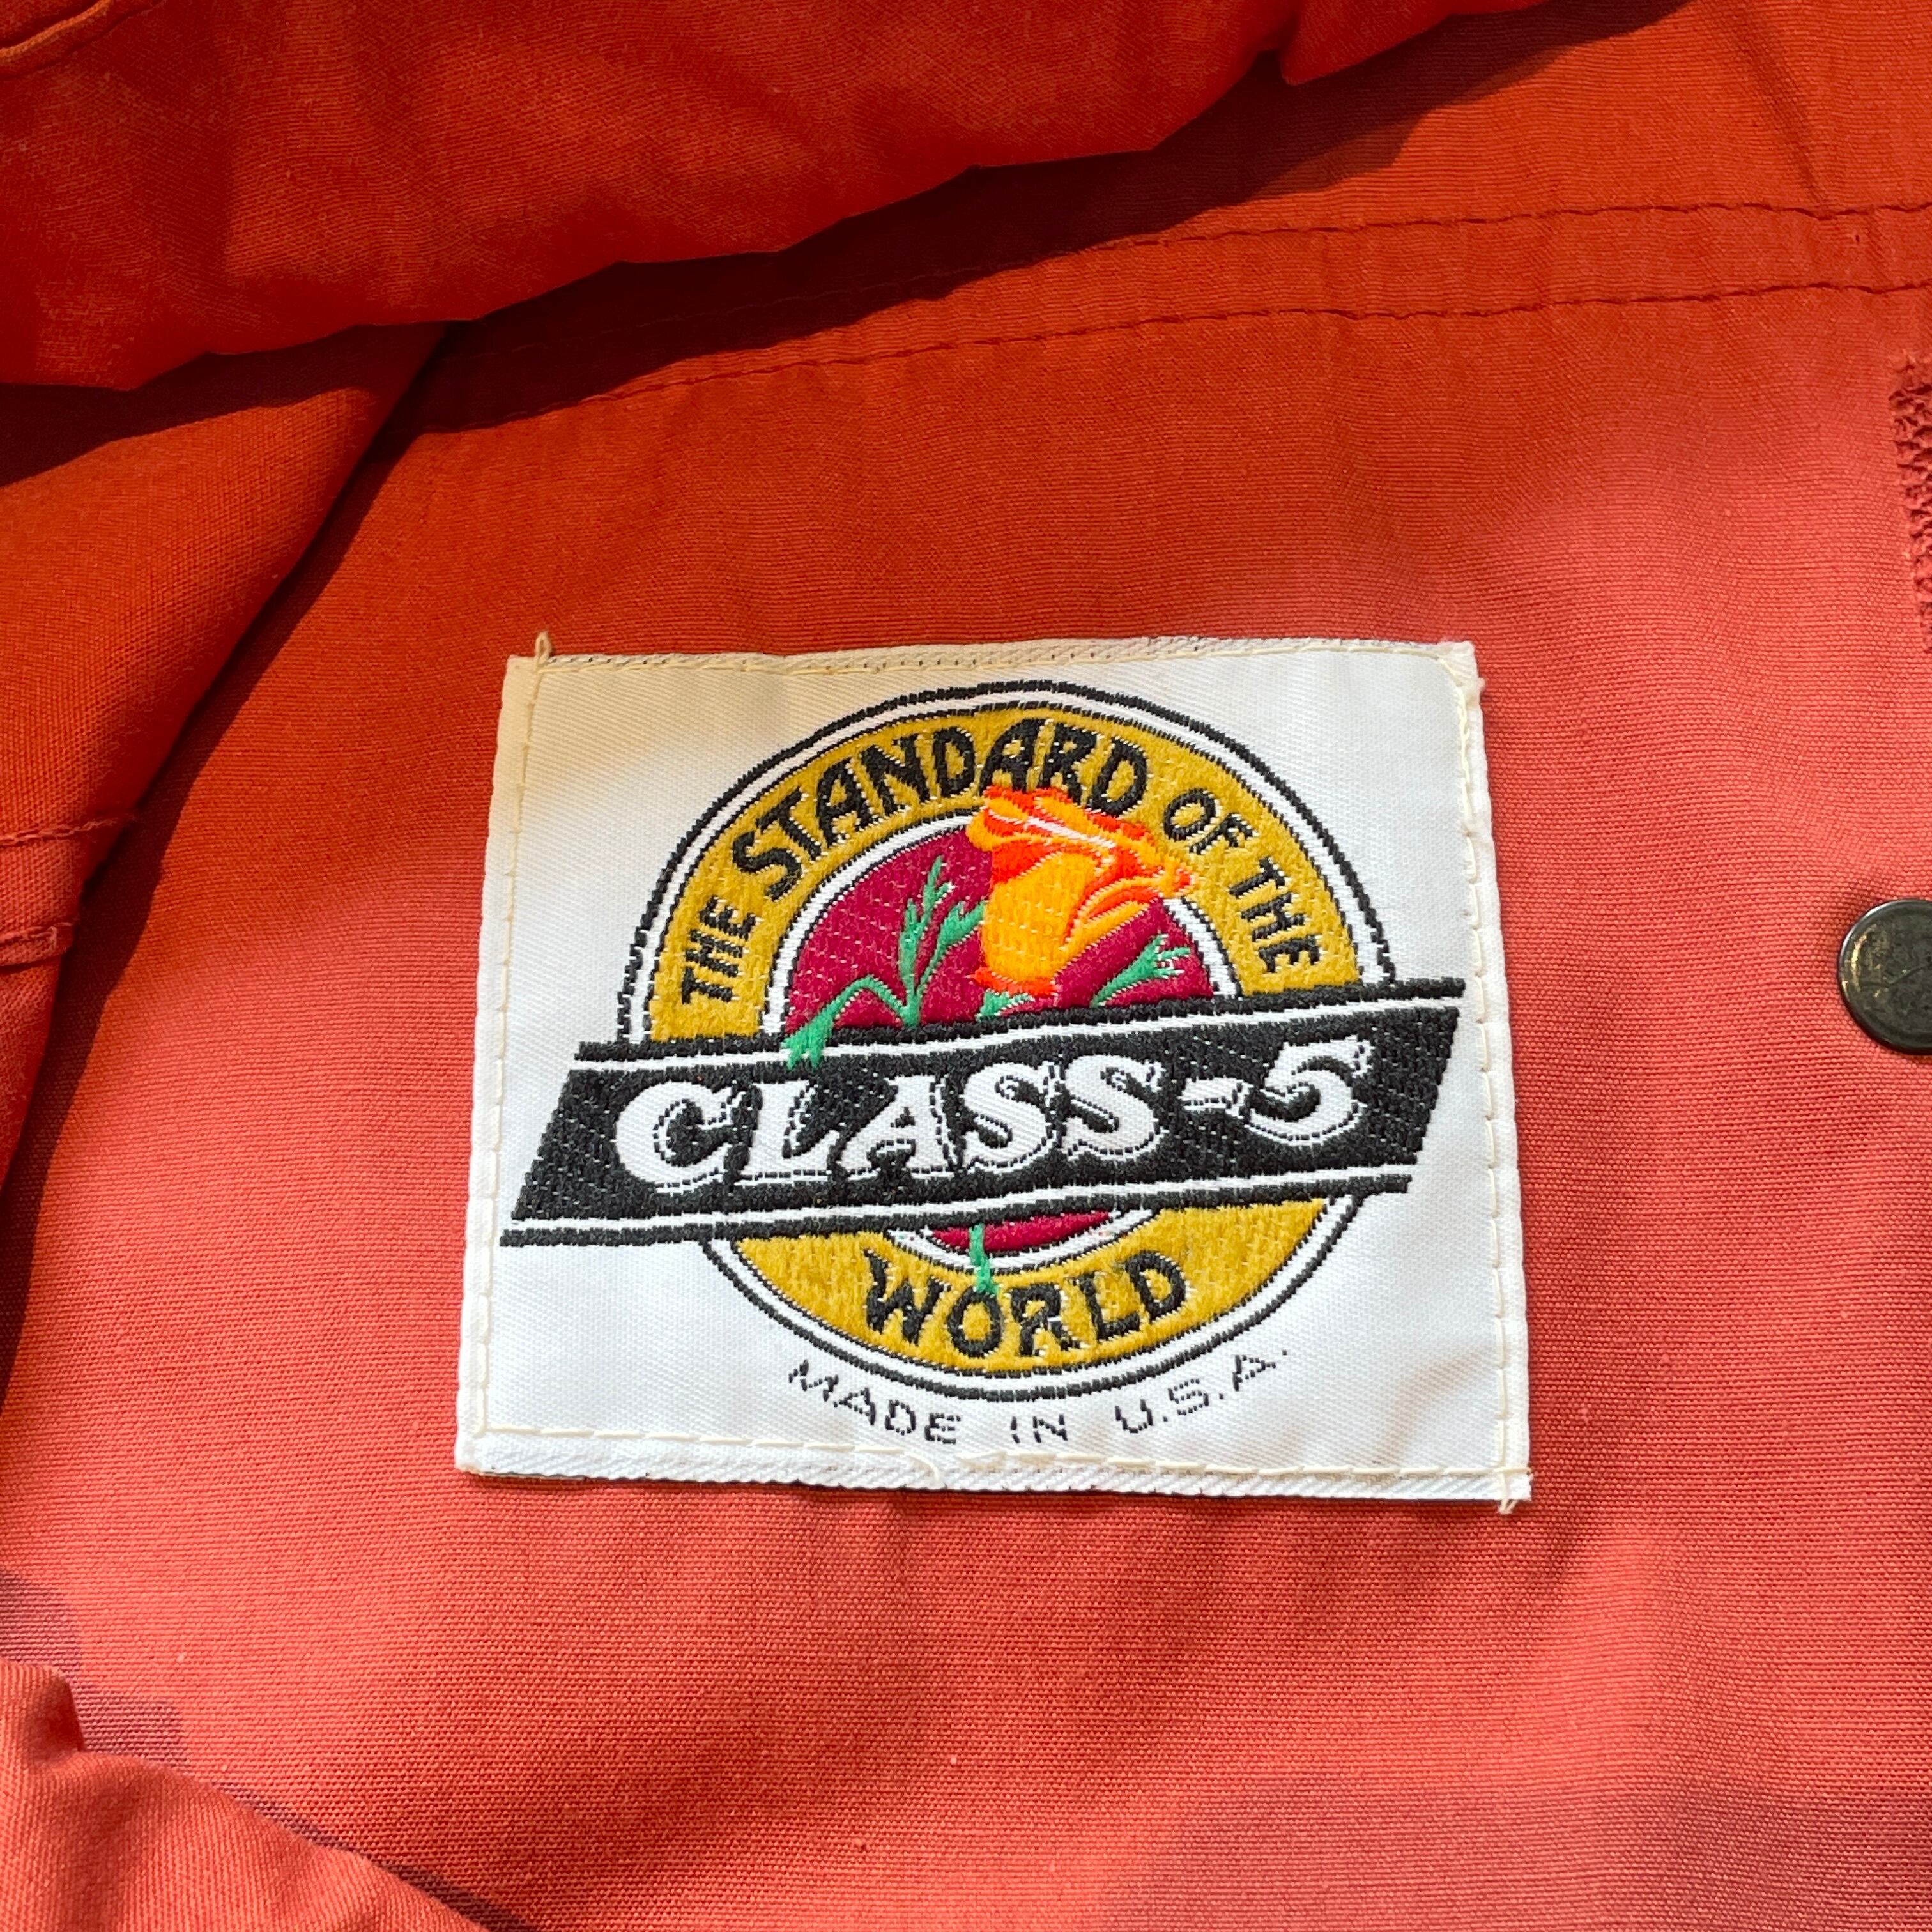 THE STANDARD OF THE
CLASS-5
WORLD
MADE IN U.S.A.